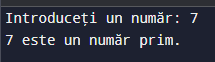 Introduceți un număr: 7
7 este un număr prim.